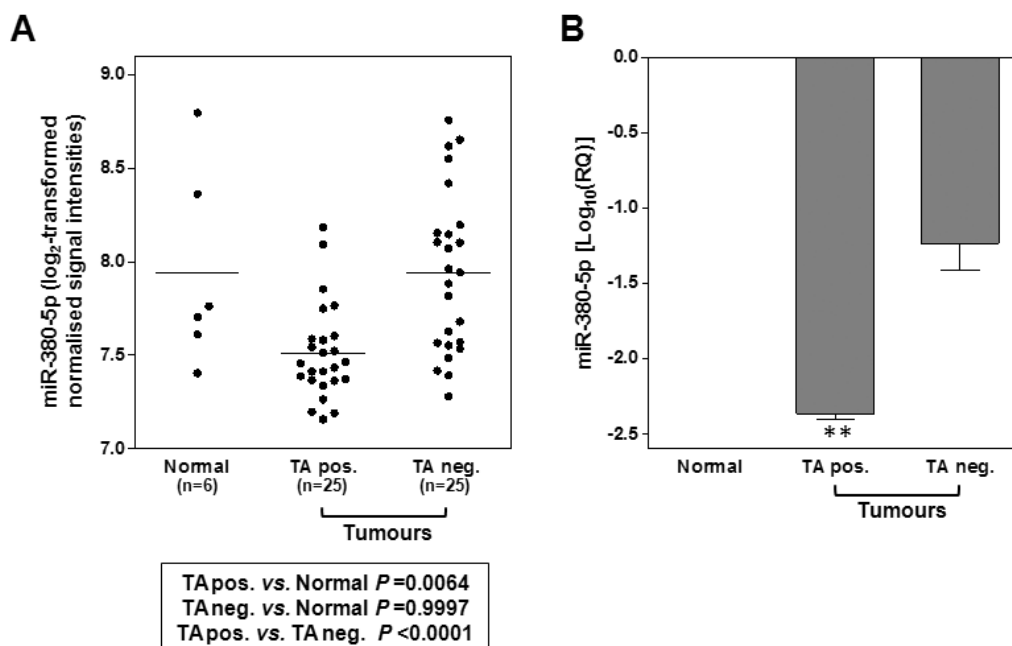 A
miR-380-5p (log2-transformed
normalised signal intensities)
9.0
8.5
8.0
7.5
7.0
Normal
(n=6)
TA pos.
(n=25)
TA neg.
(n=25)
Tumours
TA pos. vs. Normal P=0.0064
TA neg. vs. Normal P=0.9997
TA pos. vs. TA neg. P <0.0001
B
miR-380-5p [Log10(RQ)]
0.0
-0.5
-1.0
-1.5
-2.0
-2.5
**
Normal
TA pos.
TA neg.
Tumours